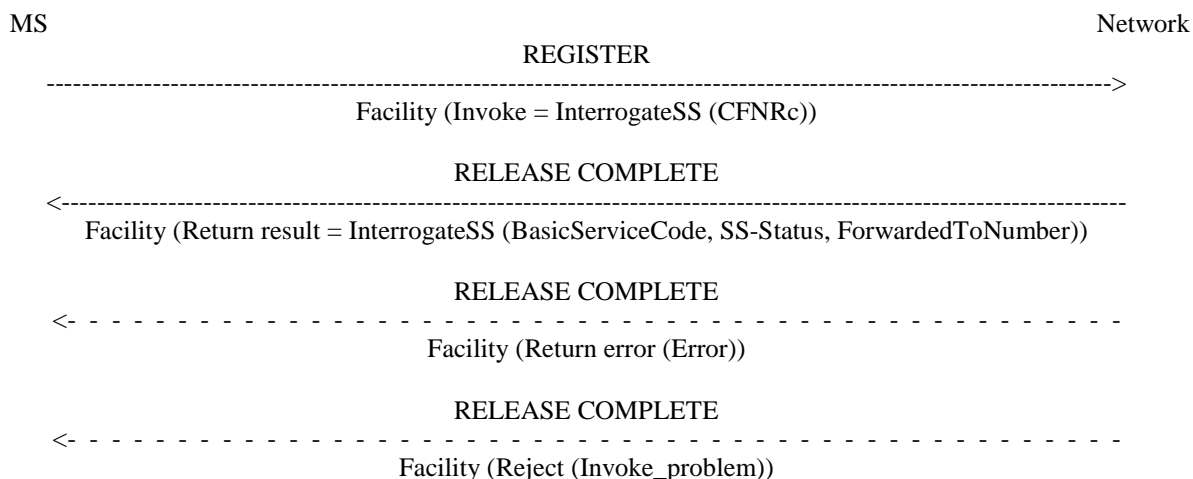 MS Network
REGISTER
Facility (Invoke = InterrogateSS (CFNRc))
RELEASE COMPLETE
Facility (Return result = InterrogateSS (BasicServiceCode, SS-Status, ForwardedToNumber))
RELEASE COMPLETE
Facility (Return error (Error))
RELEASE COMPLETE
Facility (Reject (Invoke_problem))